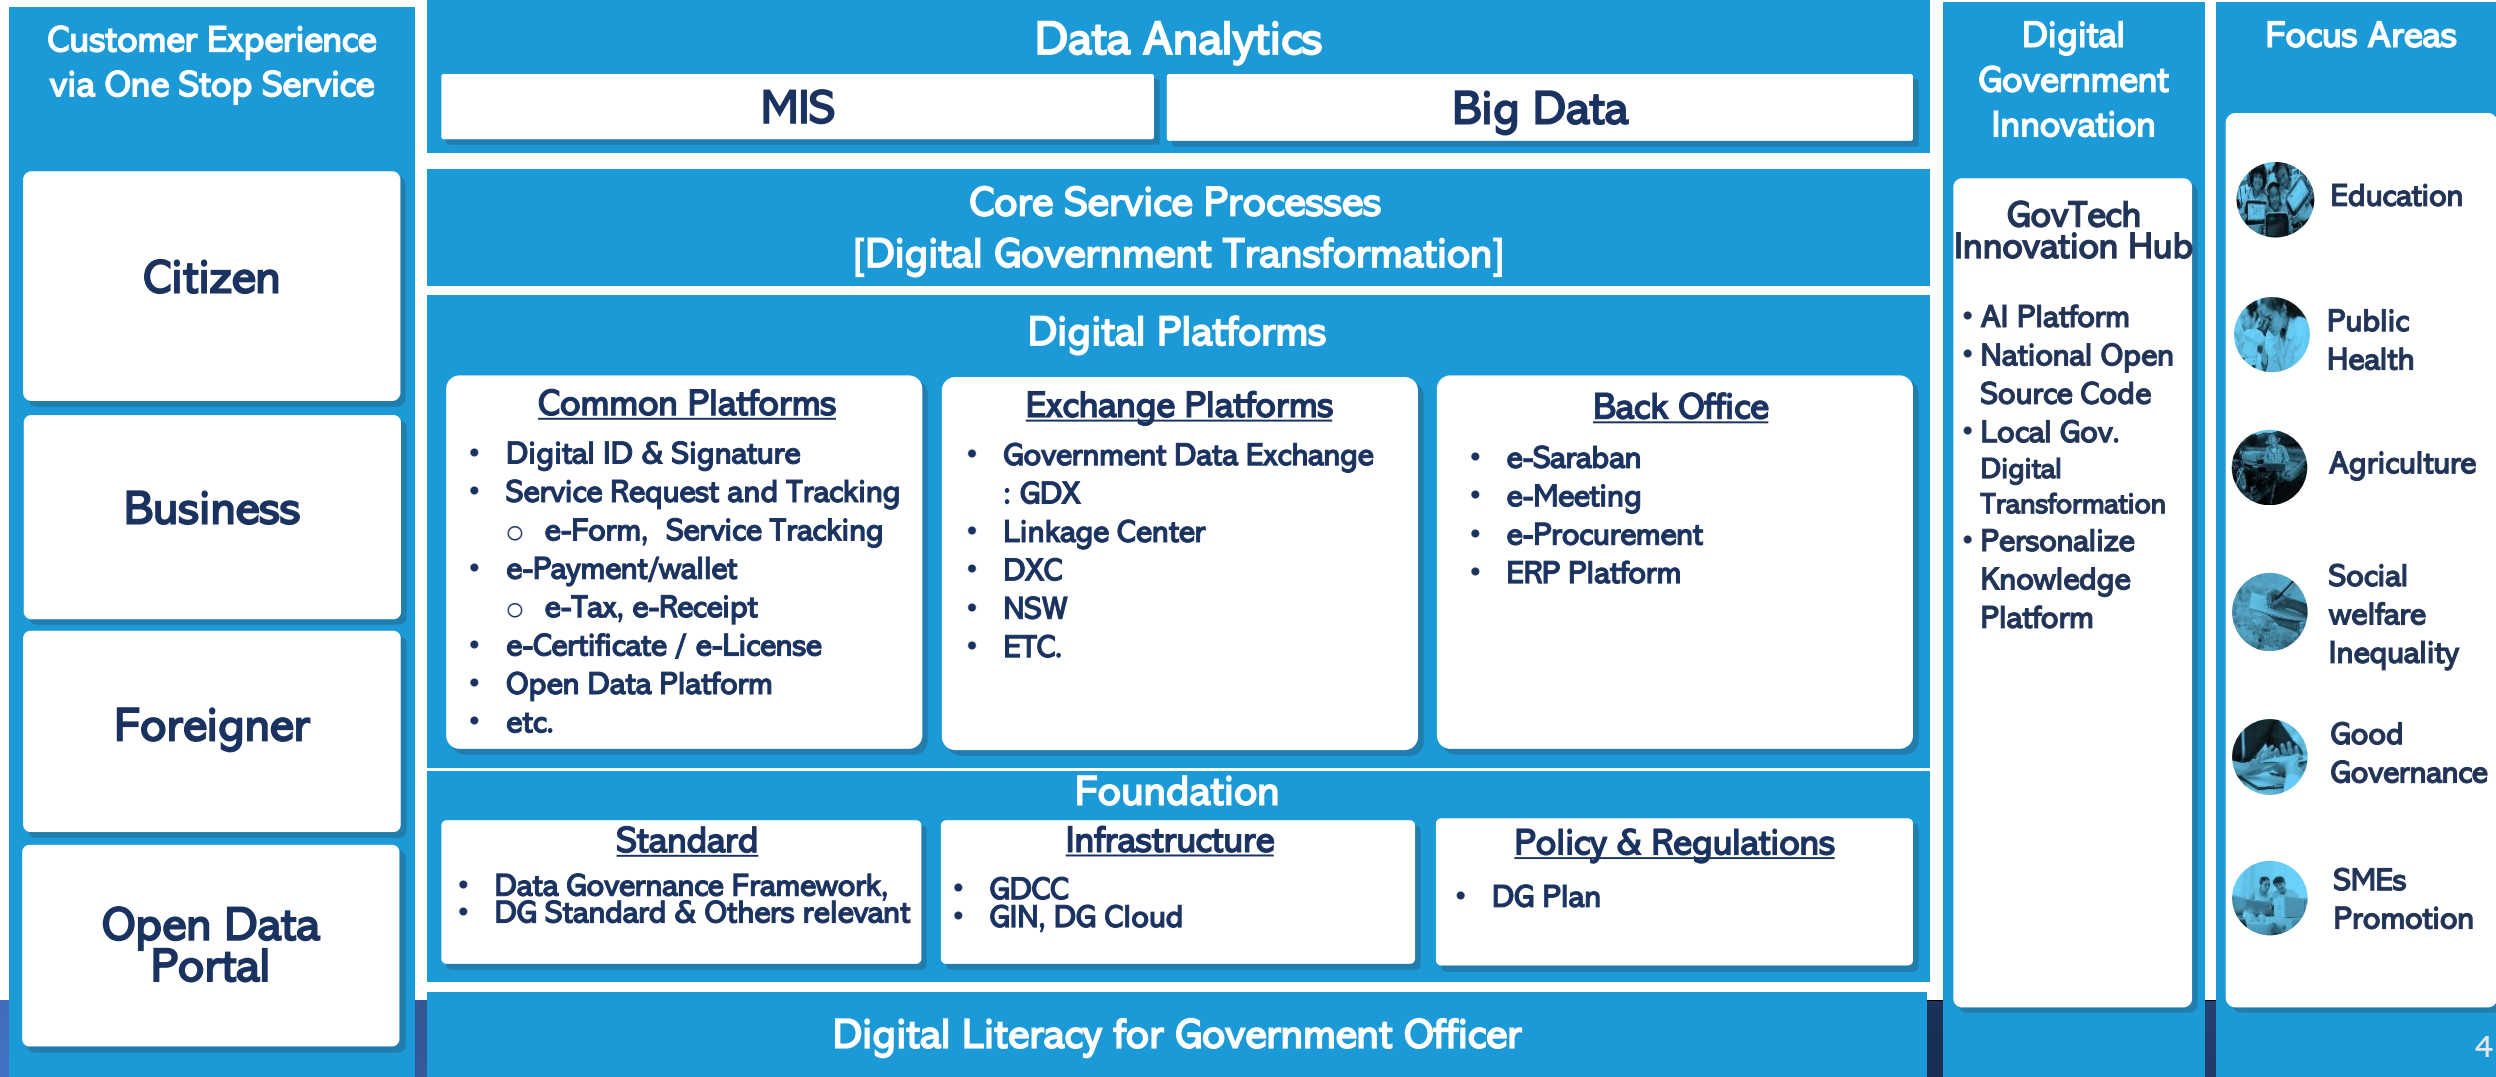 Customer Experience
via One Stop Service
Citizen
Business
Foreigner
Open Data
Portal
Data Analytics
MIS
Big Data
Core Service Processes
[Digital Government Transformation]
Digital Platforms
Common Platforms
• Digital ID & Signature
• Service Request and Tracking
○ e-Form, Service Tracking
• e-Payment/wallet
○ e-Tax, e-Receipt
• e-Certificate / e-License
• Open Data Platform
• etc.
Exchange Platforms
• Government Data Exchange
: GDX
• Linkage Center
• DXC
• NSW
• ETC.
Back Office
• e-Saraban
• e-Meeting
• e-Procurement
• ERP Platform
Foundation
Standard
• Data Governance Framework,
• DG Standard & Others relevant
Infrastructure
• GDCC
• GIN, DG Cloud
Policy & Regulations
• DG Plan
Digital Literacy for Government Officer
Digital
Government
Innovation
GovTech
Innovation Hub
• AI Platform
• National Open
Source Code
• Local Gov.
Digital
Transformation
• Personalize
Knowledge
Platform
Focus Areas
Education
Public
Health
Agriculture
Social
welfare
Inequality
Good
Governance
SMEs
Promotion
4